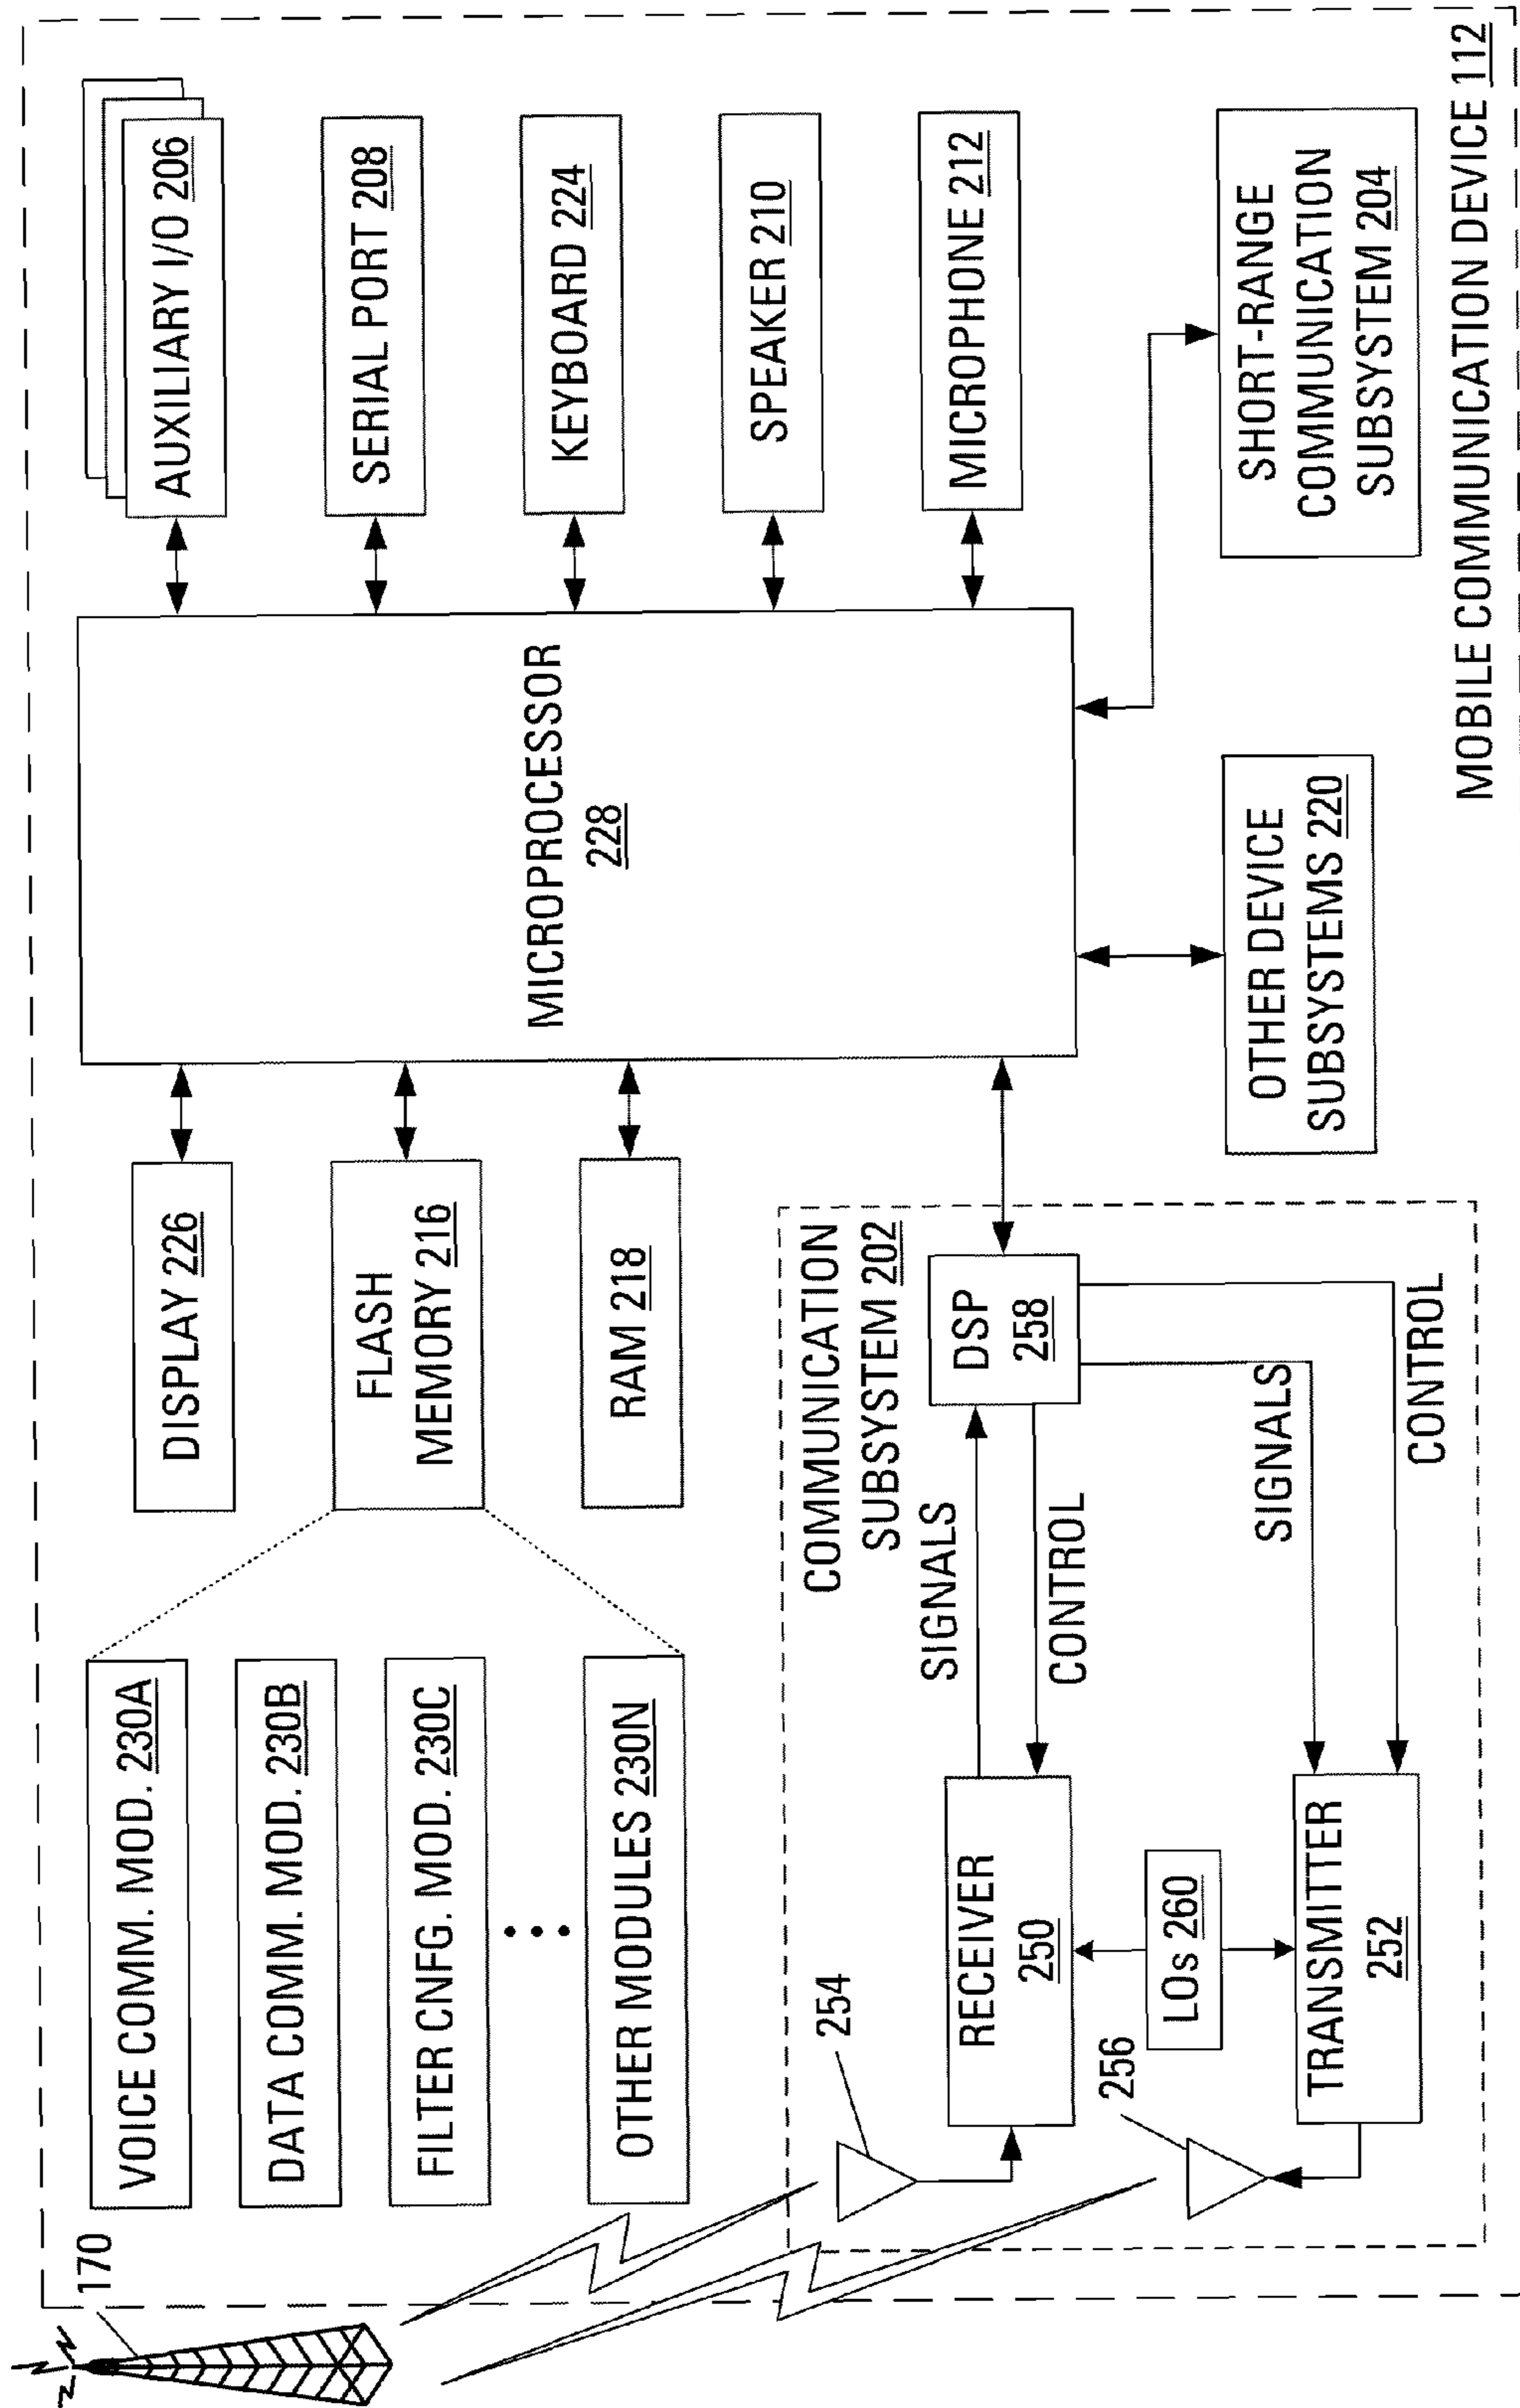 170
VOICE COMM. MOD. 230A
DATA COMM. MOD. 230B
FILTER CNFG. MOD. 230C
OTHER MODULES 230N
DISPLAY 226
FLASH
MEMORY 216
RAM 218
MICROPROCESSOR
228
AUXILIARY I/O 206
SERIAL PORT 208
KEYBOARD 224
SPEAKER 210
MICROPHONE 212
COMMUNICATION
SUBSYSTEM 202
254
RECEIVER
250
SIGNALS
CONTROL
DSP
258
LOs 260
256
TRANSMITTER
252
SIGNALS
CONTROL
OTHER DEVICE
SUBSYSTEMS 220
SHORT-RANGE
COMMUNICATION
SUBSYSTEM 204
MOBILE COMMUNICATION DEVICE 112